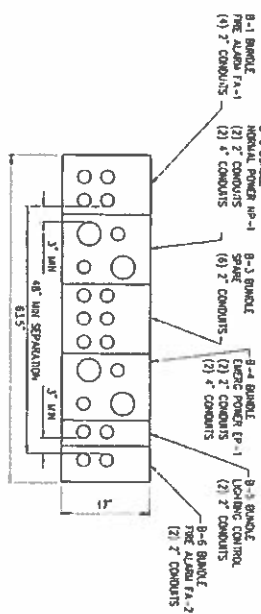 B-1 BUNDLE
FIRE ALARM FA-1
(4) 2" CONDUITS
NORMAL POWER NP-1
(2) 2" CONDUITS
(2) 4" CONDUITS
B-3 BUNDLE
SPARE
(6) 2" CONDUITS
B-4 BUNDLE
EMERG POWER EP-1
(2) 2" CONDUITS
(2) 4" CONDUITS
B-5 BUNDLE
LIGHTING CONTROL
(2) 2" CONDUITS
B-6 BUNDLE
FIRE ALARM FA-2
(2) 2" CONDUITS
3" MIN
48" MIN SEPARATION
3" MIN
17"